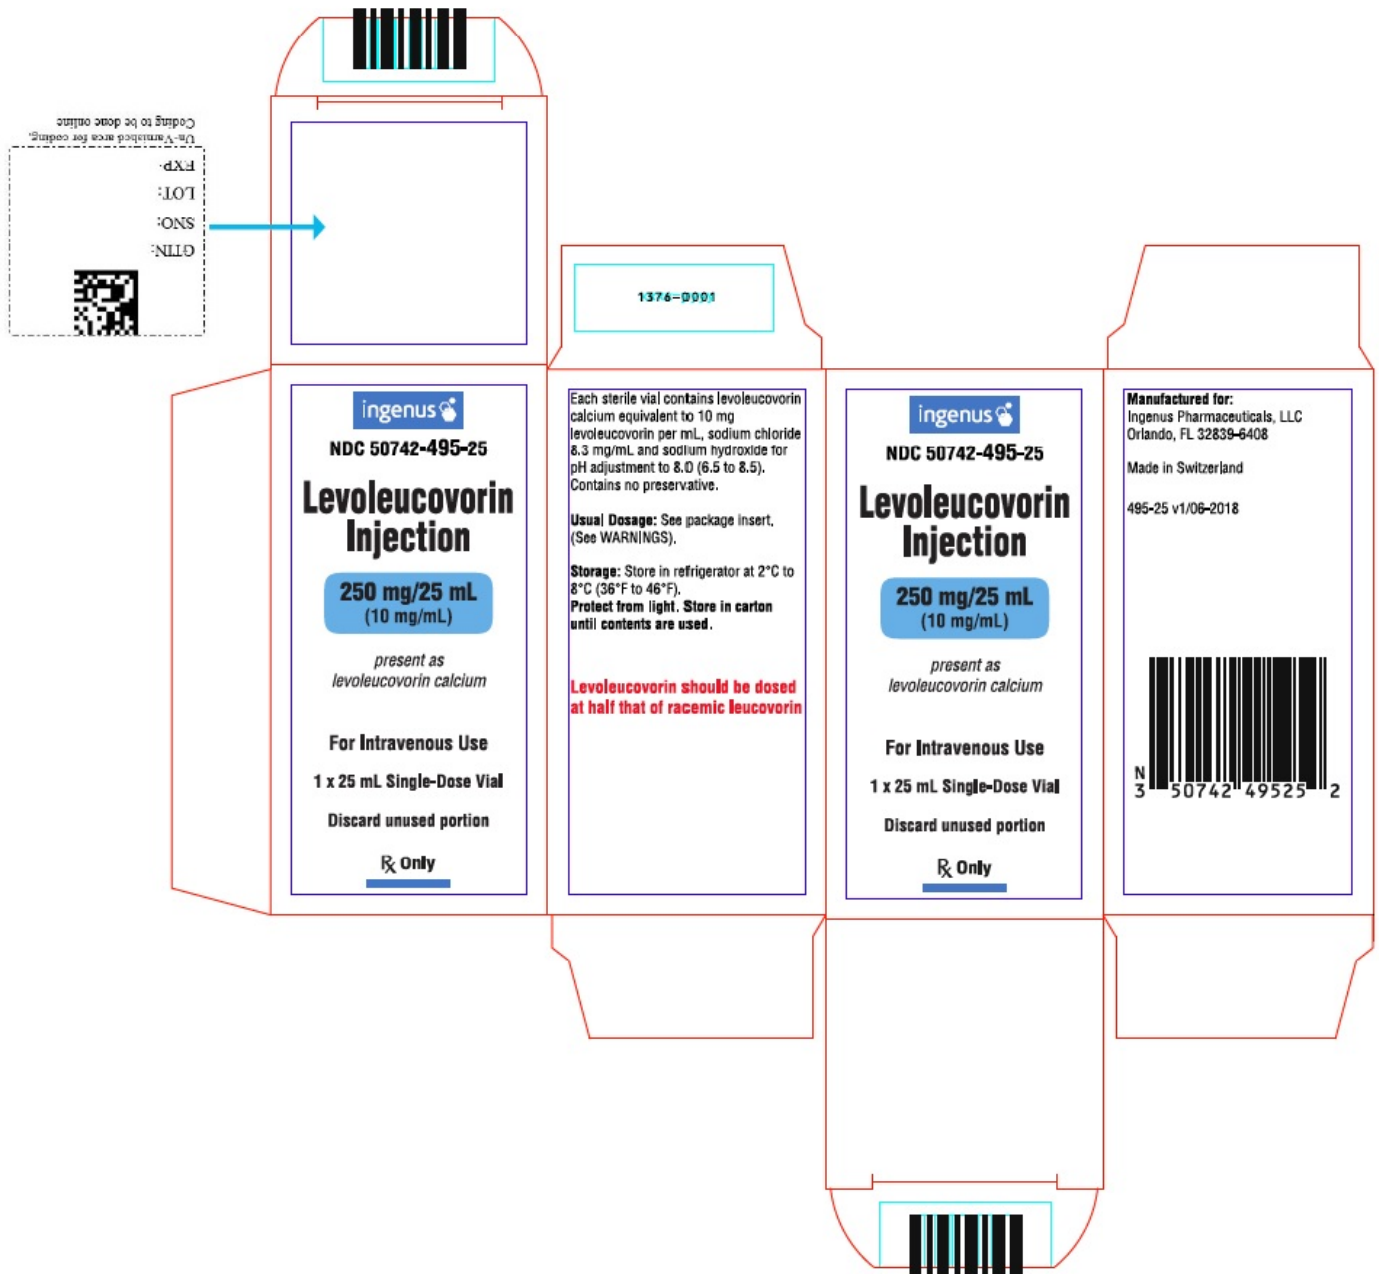 Un-Varnished area for coding,
Coding to be done online
GTIN:
SNO:
LOT:
EXP:
1376-0001
ingenus
NDC 50742-495-25
Levoleucovorin
Injection
250 mg/25 mL
(10 mg/mL)
present as
levoleucovorin calcium
For Intravenous Use
1 x 25 mL Single-Dose Vial
Discard unused portion
Rx Only
Each sterile vial contains levoleucovorin
calcium equivalent to 10 mg
levoleucovorin per mL, sodium chloride
8.3 mg/mL and sodium hydroxide for
pH adjustment to 8.0 (6.5 to 8.5).
Contains no preservative.
Usual Dosage: See package insert.
(See WARNINGS).
Storage: Store in refrigerator at 2°C to
8°C (36°F to 46°F).
Protect from light. Store in carton
until contents are used.
Levoleucovorin should be dosed
at half that of racemic leucovorin
ingenus
NDC 50742-495-25
Levoleucovorin
Injection
250 mg/25 mL
(10 mg/mL)
present as
levoleucovorin calcium
For Intravenous Use
1 x 25 mL Single-Dose Vial
Discard unused portion
Rx Only
Manufactured for:
Ingenus Pharmaceuticals, LLC
Orlando, FL 32839-6408
Made in Switzerland
495-25 v1/06-2018
N
3 50742 49525 2